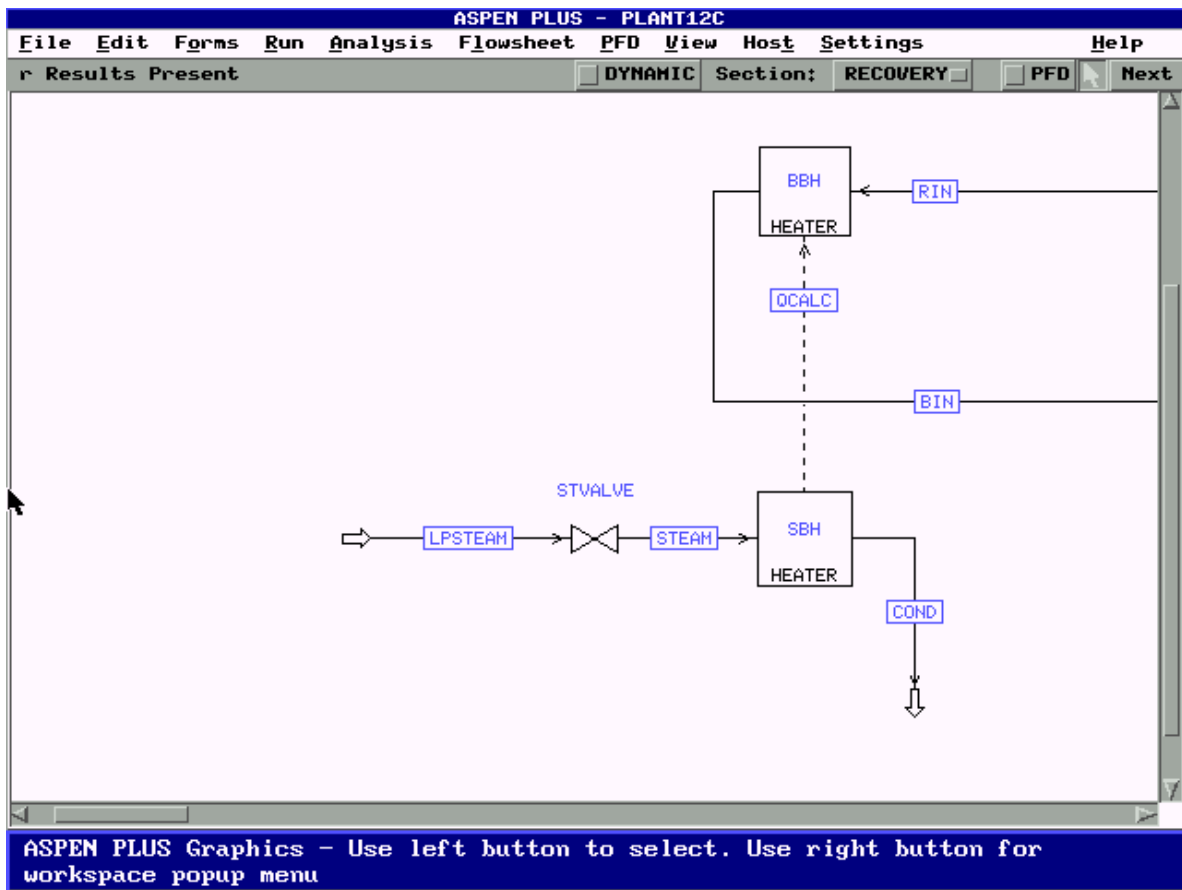 ASPEN PLUS - PLANT12C
File Edit Forms Run Analysis Flowsheet PFD View Host Settings Help
r Results Present DYNAMIC Section: RECOVERY PFD Next
BBH
RIN
HEATER
QCALC
BIN
STVALVE
LPSTEAM STEAM SBH
HEATER
COND
ASPEN PLUS Graphics - Use left button to select. Use right button for
workspace popup menu